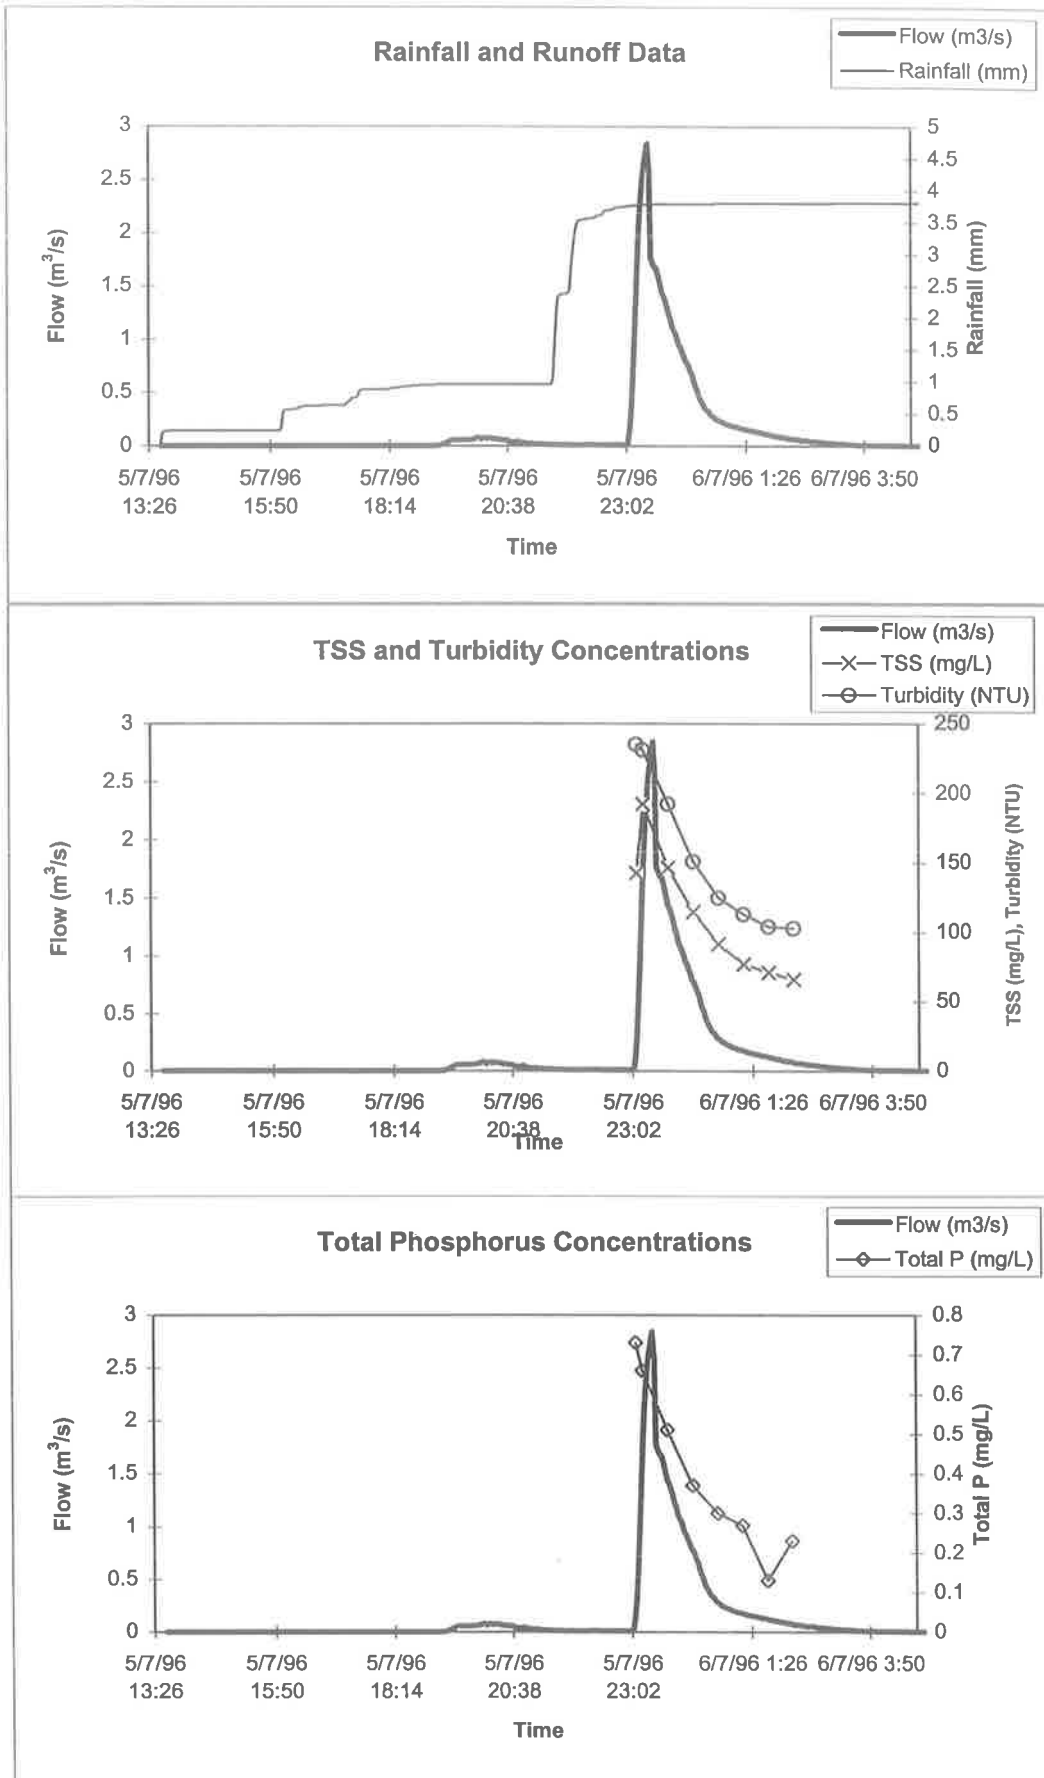 Rainfall and Runoff Data
Flow (m3/s)
Rainfall (mm)
3
2.5
2
1.5
1
0.5
0
Flow (m³/s)
5
4.5
4
3.5
3
2.5
2
1.5
1
0.5
0
Rainfall (mm)
5/7/96 5/7/96 5/7/96 5/7/96 5/7/96 6/7/96 1:26 6/7/96 3:50
13:26 15:50 18:14 20:38 23:02
Time
TSS and Turbidity Concentrations
Flow (m3/s)
TSS (mg/L)
Turbidity (NTU)
3
2.5
2
1.5
1
0.5
0
Flow (m³/s)
250
200
150
100
50
0
TSS (mg/L), Turbidity (NTU)
5/7/96 5/7/96 5/7/96 5/7/96 5/7/96 6/7/96 1:26 6/7/96 3:50
13:26 15:50 18:14 20:38 23:02
Time
Total Phosphorus Concentrations
Flow (m3/s)
Total P (mg/L)
3
2.5
2
1.5
1
0.5
0
Flow (m³/s)
0.8
0.7
0.6
0.5
0.4
0.3
0.2
0.1
0
Total P (mg/L)
5/7/96 5/7/96 5/7/96 5/7/96 5/7/96 6/7/96 1:26 6/7/96 3:50
13:26 15:50 18:14 20:38 23:02
Time